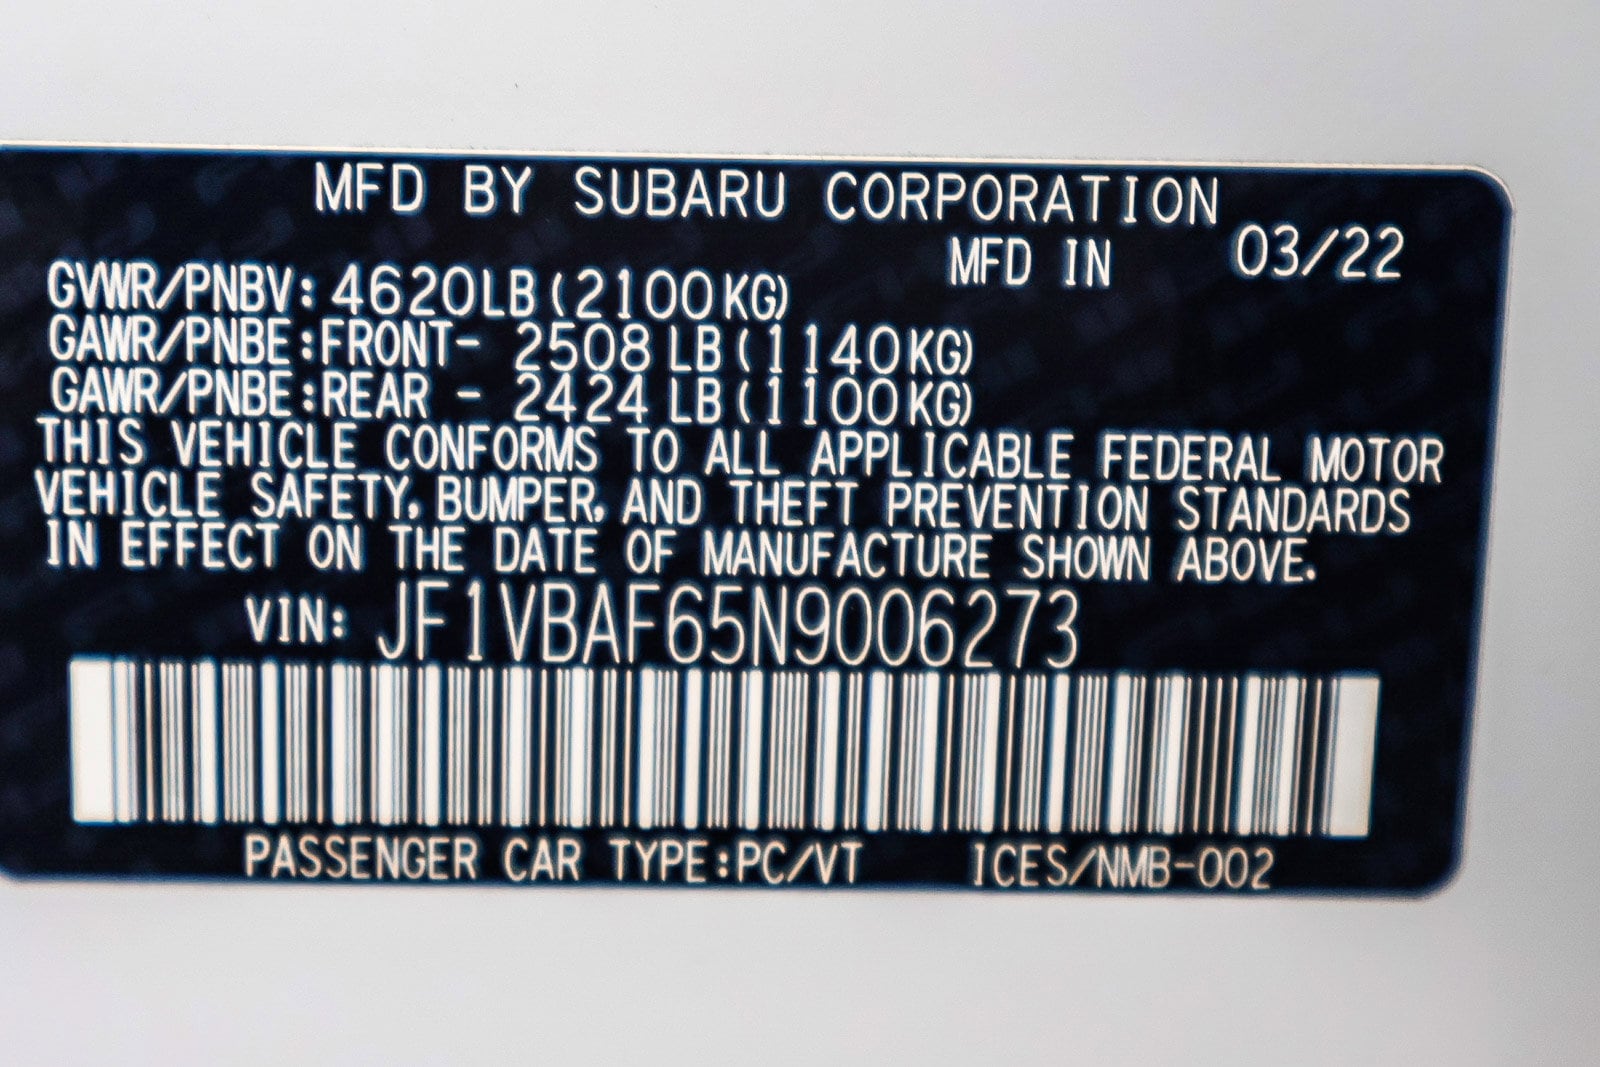 MFD BY SUBARU CORPORATION
MFD IN 03/22
GVWR/PNBV: 4620LB(2100KG)
GAWR/PNBE:FRONT- 2508 LB(1140KG)
GAWR/PNBE:REAR - 2424 LB(1100KG)
THIS VEHICLE CONFORMS TO ALL APPLICABLE FEDERAL MOTOR
VEHICLE SAFETY, BUMPER, AND THEFT PREVENTION STANDARDS
IN EFFECT ON THE DATE OF MANUFACTURE SHOWN ABOVE.
VIN: JF1VBAF65N9006273
PASSENGER CAR TYPE:PC/VT ICES/NMB-002